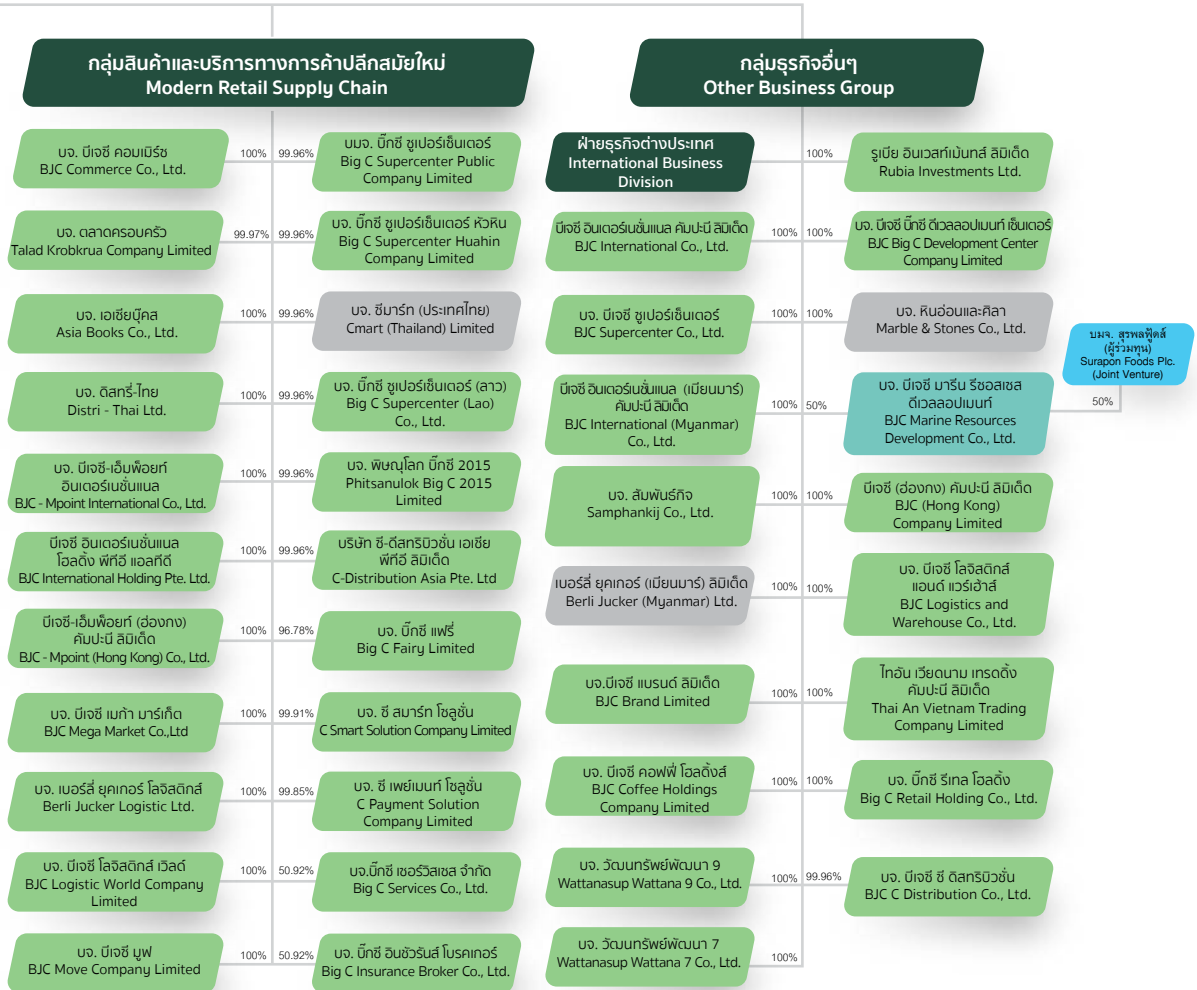 กลุ่มสินค้าและบริการทางการค้าปลีกสมัยใหม่
Modern Retail Supply Chain
บจ. บีเจซี คอมเมิร์ซ
BJC Commerce Co., Ltd.
100%
99.96%
บมจ. บิ๊กซี ซูเปอร์เซ็นเตอร์
Big C Supercenter Public
Company Limited
บจ. ตลาดครอบครัว
Talad Krobkrua Company Limited
99.97%
99.96%
บจ. บิ๊กซี ซูเปอร์เซ็นเตอร์ หัวหิน
Big C Supercenter Huahin
Company Limited
บจ. เอเซียบุ๊คส
Asia Books Co., Ltd.
100%
99.96%
บจ. ซีมาร์ท (ประเทศไทย)
Cmart (Thailand) Limited
บจ. ดิสทรี่-ไทย
Distri - Thai Ltd.
100%
99.96%
บจ. บิ๊กซี ซูเปอร์เซ็นเตอร์ (ลาว)
Big C Supercenter (Lao)
Co., Ltd.
บจ. บีเจซี-เอ็มพ็อยท์
อินเตอร์เนชั่นแนล
BJC - Mpoint International Co., Ltd.
100%
99.96%
บจ. พิษณุโลก บิ๊กซี 2015
Phitsanulok Big C 2015
Limited
บีเจซี อินเตอร์เนชั่นแนล
โฮลดิ้ง พีทีอี แอลทีดี
BJC International Holding Pte. Ltd.
100%
99.96%
บริษัท ซี-ดีสทริบิวชั่น เอเชีย
พีทีอี ลิมิเต็ด
C-Distribution Asia Pte. Ltd
บีเจซี-เอ็มพ็อยท์ (ฮ่องกง)
คัมปะนี ลิมิเต็ด
BJC - Mpoint (Hong Kong) Co., Ltd.
100%
96.78%
บจ. บิ๊กซี แฟรี่
Big C Fairy Limited
บจ. บีเจซี เมก้า มาร์เก็ต
BJC Mega Market Co.,Ltd
100%
99.91%
บจ. ซี สมาร์ท โซลูชั่น
C Smart Solution Company Limited
บจ. เบอร์ลี่ ยุคเกอร์ โลจิสติกส์
Berli Jucker Logistic Ltd.
100%
99.85%
บจ. ซี เพย์เมนท์ โซลูชั่น
C Payment Solution
Company Limited
บจ. บีเจซี โลจิสติกส์ เวิลด์
BJC Logistic World Company
Limited
100%
50.92%
บจ.บิ๊กซี เซอร์วิสเซส จำกัด
Big C Services Co., Ltd.
บจ. บีเจซี มูฟ
BJC Move Company Limited
100%
50.92%
บจ. บิ๊กซี อินชัวรันส์ โบรคเกอร์
Big C Insurance Broker Co., Ltd.
กลุ่มธุรกิจอื่นๆ
Other Business Group
ฝ่ายธุรกิจต่างประเทศ
International Business
Division
100%
รูเบีย อินเวสท์เม้นทส์ ลิมิเต็ด
Rubia Investments Ltd.
บีเจซี อินเตอร์เนชั่นแนล คัมปะนี ลิมิเต็ด
BJC International Co., Ltd.
100%
100%
บจ. บีเจซี บิ๊กซี ดีเวลลอปเมนท์ เซ็นเตอร์
BJC Big C Development Center
Company Limited
บจ. บีเจซี ซูเปอร์เซ็นเตอร์
BJC Supercenter Co., Ltd.
100%
100%
บจ. หินอ่อนและศิลา
Marble & Stones Co., Ltd.
บมจ. สุรพลฟู้ดส์
(ผู้ร่วมทุน)
Surapon Foods Plc.
(Joint Venture)
50%
บีเจซี อินเตอร์เนชั่นแนล (เมียนมาร์)
คัมปะนี ลิมิเต็ด
BJC International (Myanmar)
Co., Ltd.
100%
50%
บจ. บีเจซี มารีน รีซอสเซส
ดีเวลลอปเมนท์
BJC Marine Resources
Development Co., Ltd.
บจ. สัมพันธ์กิจ
Samphankij Co., Ltd.
100%
100%
บีเจซี (ฮ่องกง) คัมปะนี ลิมิเต็ด
BJC (Hong Kong)
Company Limited
เบอร์ลี่ ยุคเกอร์ (เมียนมาร์) ลิมิเต็ด
Berli Jucker (Myanmar) Ltd.
100%
100%
บจ. บีเจซี โลจิสติกส์
แอนด์ แวร์เฮ้าส์
BJC Logistics and
Warehouse Co., Ltd.
บจ.บีเจซี แบรนด์ ลิมิเต็ด
BJC Brand Limited
100%
100%
ไทอัน เวียดนาม เทรดดิ้ง
คัมปะนี ลิมิเต็ด
Thai An Vietnam Trading
Company Limited
บจ. บีเจซี คอฟฟี่ โฮลดิ้งส์
BJC Coffee Holdings
Company Limited
100%
100%
บจ. บิ๊กซี รีเทล โฮลดิ้ง
Big C Retail Holding Co., Ltd.
บจ. วัฒนทรัพย์พัฒนา 9
Wattanasup Wattana 9 Co., Ltd.
100%
99.96%
บจ. บีเจซี ซี ดิสทริบิวชั่น
BJC C Distribution Co., Ltd.
บจ. วัฒนทรัพย์พัฒนา 7
Wattanasup Wattana 7 Co., Ltd.
100%